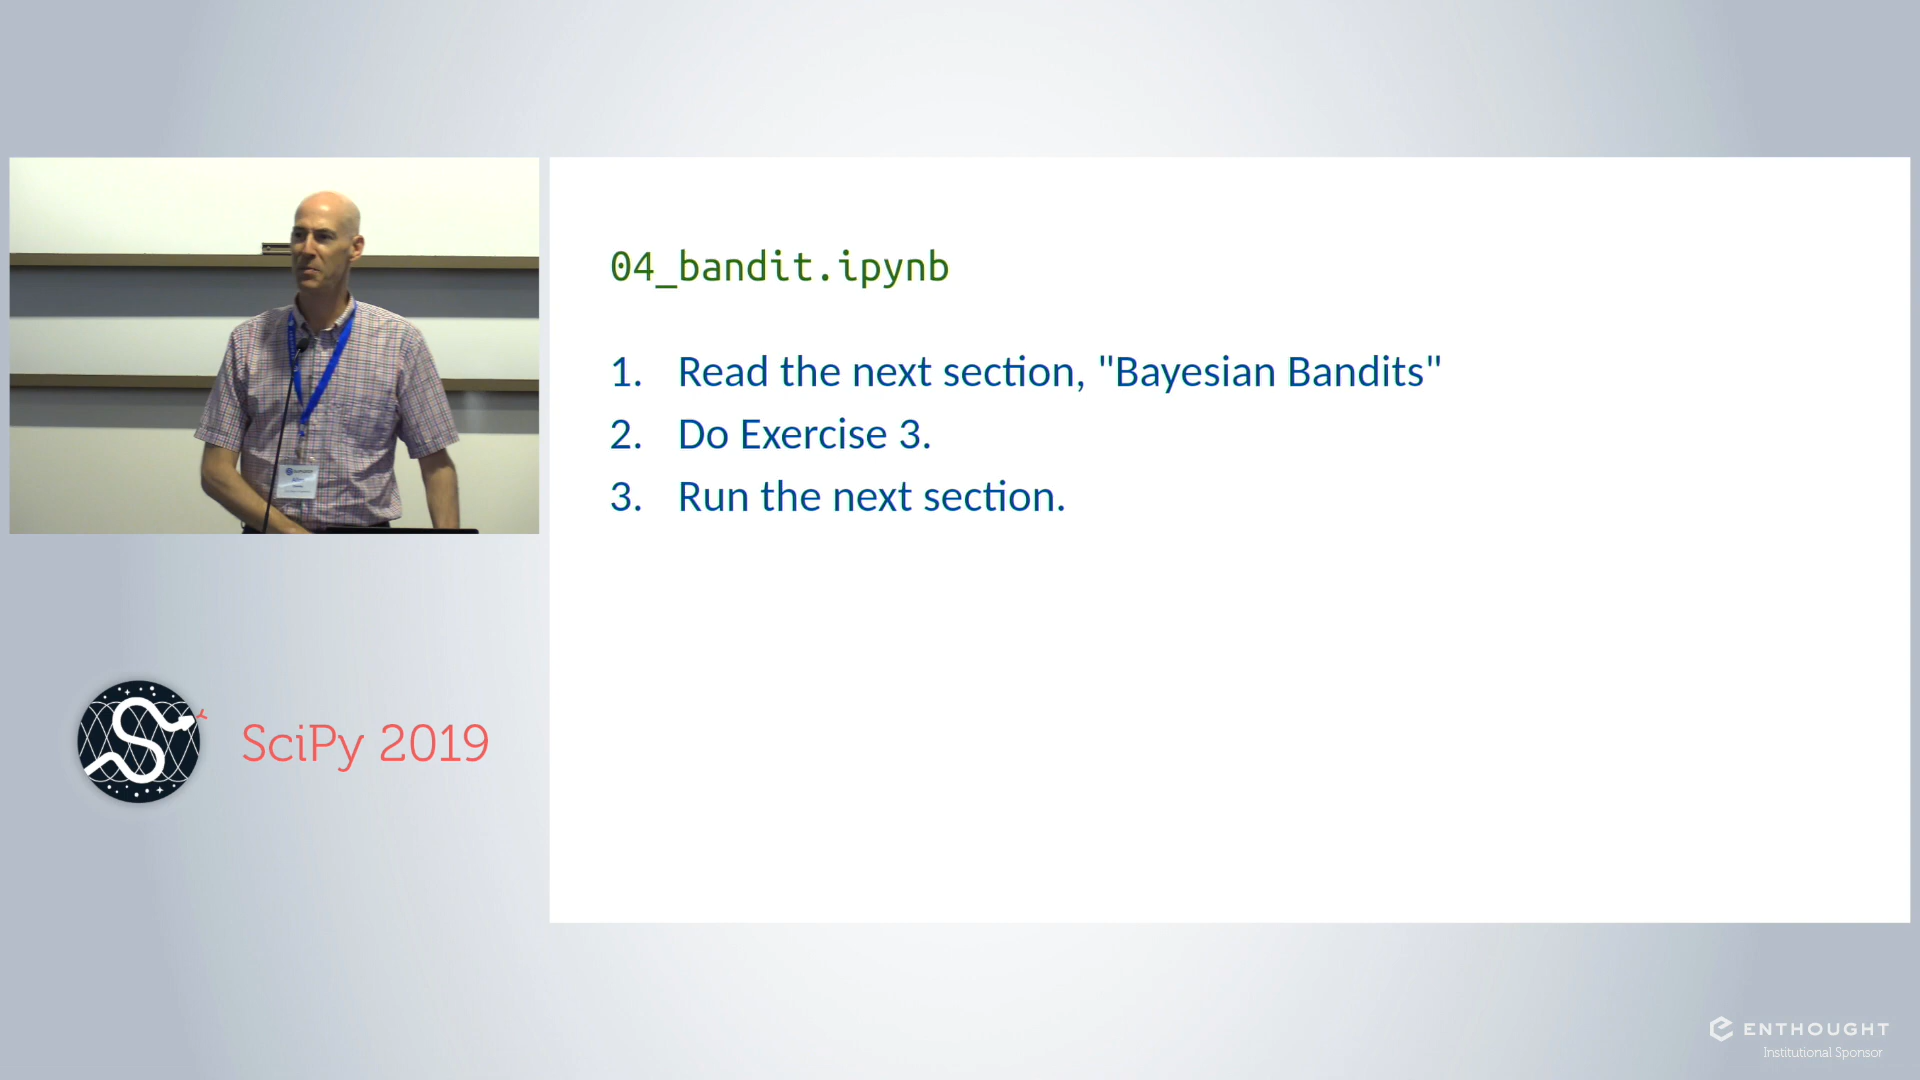 04_bandit.ipynb
1. Read the next section, "Bayesian Bandits"
2. Do Exercise 3.
3. Run the next section.
SciPy 2019
ENTHOUGHT
Institutional Sponsor